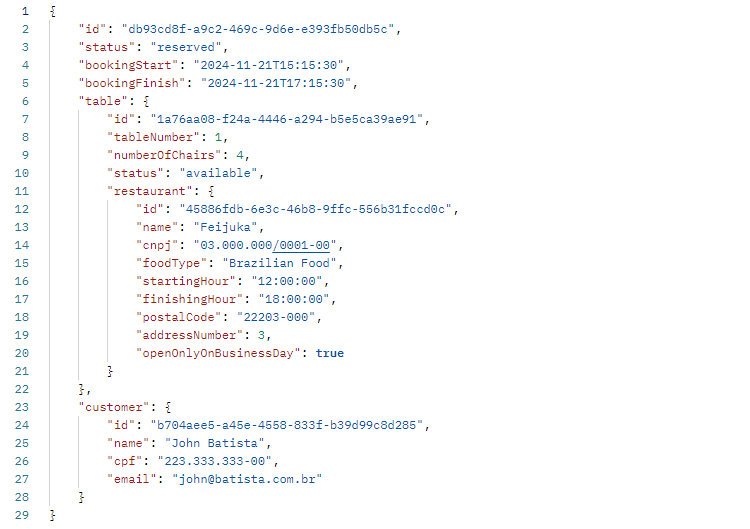 1 {
2 "id": "db93cd8f-a9c2-469c-9d6e-e393fb50db5c",
3 "status": "reserved",
4 "bookingStart": "2024-11-21T15:15:30",
5 "bookingFinish": "2024-11-21T17:15:30",
6 "table": {
7 "id": "1a76aa08-f24a-4446-a294-b5e5ca39ae91",
8 "tableNumber": 1,
9 "numberOfChairs": 4,
10 "status": "available",
11 "restaurant": {
12 "id": "45886fdb-6e3c-46b8-9ffc-556b31fccd0c",
13 "name": "Feijuka",
14 "cnpj": "03.000.000/0001-00",
15 "foodType": "Brazilian Food",
16 "startingHour": "12:00:00",
17 "finishingHour": "18:00:00",
18 "postalCode": "22203-000",
19 "addressNumber": 3,
20 "openOnlyOnBusinessDay": true
21 }
22 },
23 "customer": {
24 "id": "b704aee5-a45e-4558-833f-b39d99c8d285",
25 "name": "John Batista",
26 "cpf": "223.333.333-00",
27 "email": "john@batista.com.br"
28 }
29 }